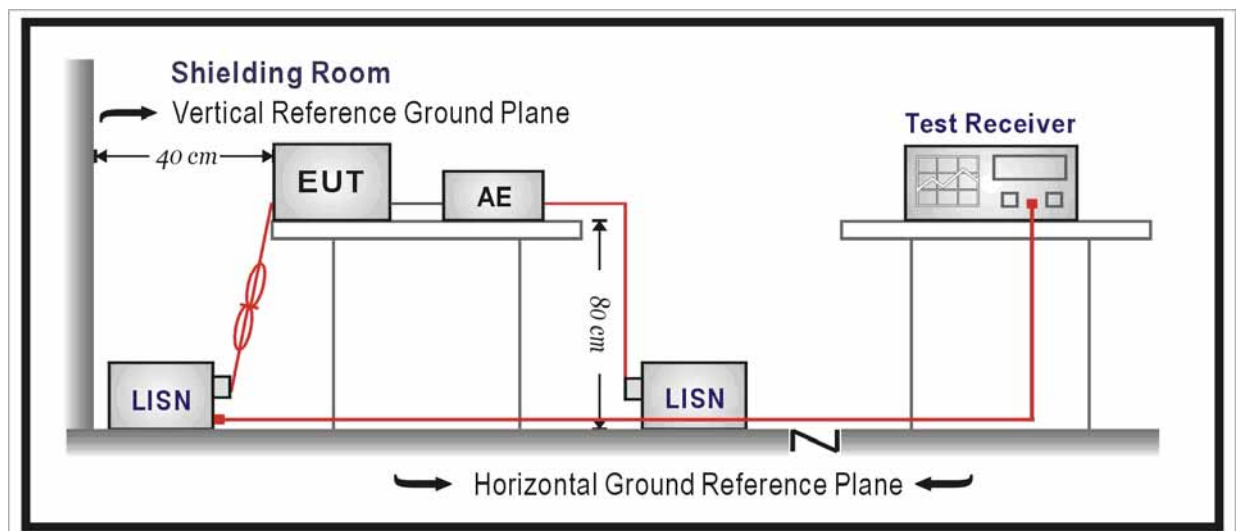 Shielding Room
Vertical Reference Ground Plane
40 cm
EUT
AE
Test Receiver
80 cm
LISN
LISN
Horizontal Ground Reference Plane